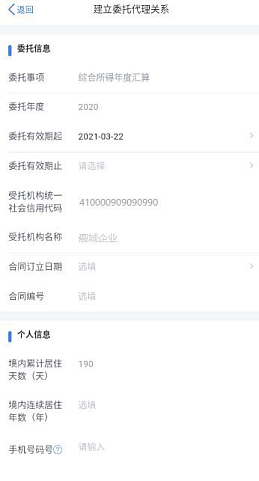 返回 建立委托代理关系
委托信息
委托事项 综合所得年度汇算
委托年度 2020
委托有效期起 2021-03-22
委托有效期止 请选择
受托机构统一
社会信用代码 410000909090990
受托机构名称 企业
合同订立日期 选填
合同编号 选填
个人信息
境内累计居住
天数（天） 190
境内连续居住
年数（年） 选填
手机号码号? 请输入